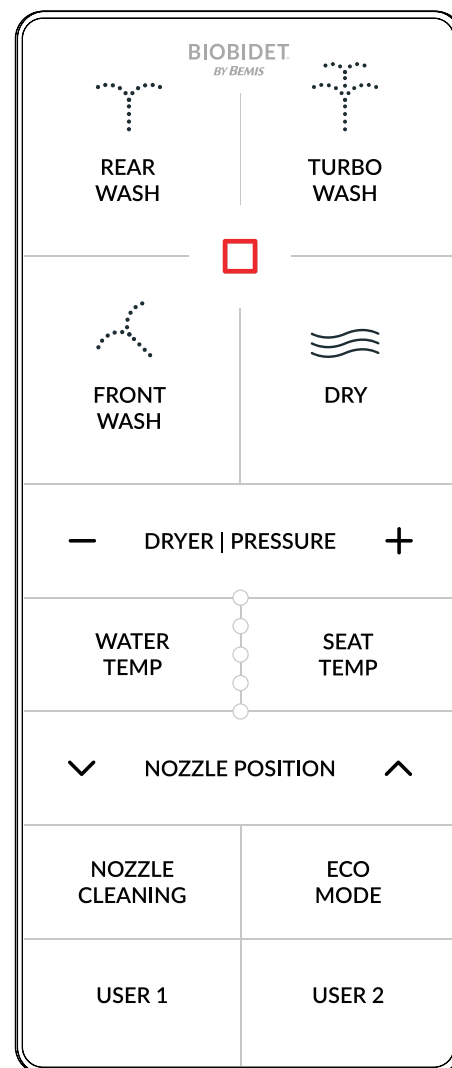 BIOBIDET
BY BEMIS
REAR
WASH
TURBO
WASH
FRONT
WASH
DRY
− DRYER | PRESSURE +
WATER
TEMP
SEAT
TEMP
NOZZLE POSITION
NOZZLE
CLEANING
ECO
MODE
USER 1
USER 2